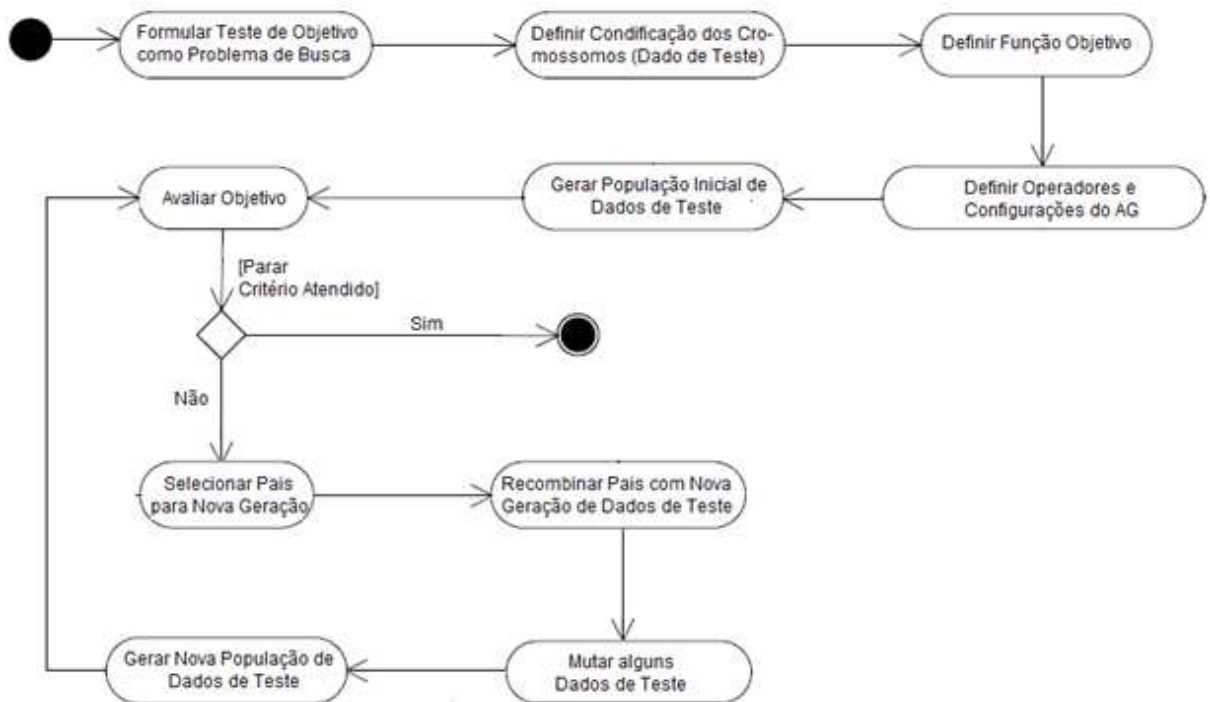 Formular Teste de Objetivo
como Problema de Busca
Definir Condificação dos Cro-
mossomos (Dado de Teste)
Definir Função Objetivo
Avaliar Objetivo
Gerar População Inicial de
Dados de Teste
Definir Operadores e
Configurações do AG
[Parar
Critério Atendido]
Sim
Não
Selecionar Pais
para Nova Geração
Recombinar Pais com Nova
Geração de Dados de Teste
Gerar Nova População de
Dados de Teste
Mutar alguns
Dados de Teste